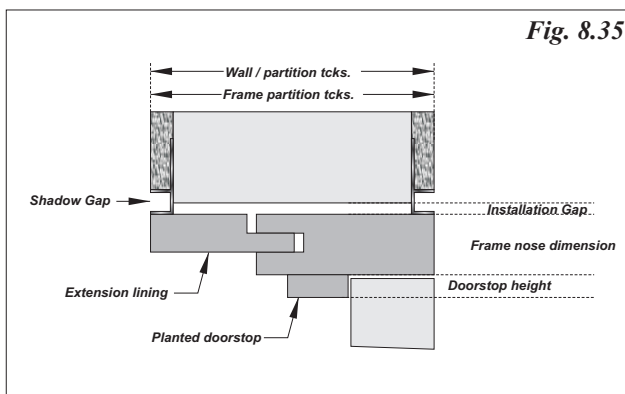 Fig. 8.35
Wall / partition tcks.
Frame partition tcks.
Shadow Gap
Installation Gap
Frame nose dimension
Extension lining
Doorstop height
Planted doorstop